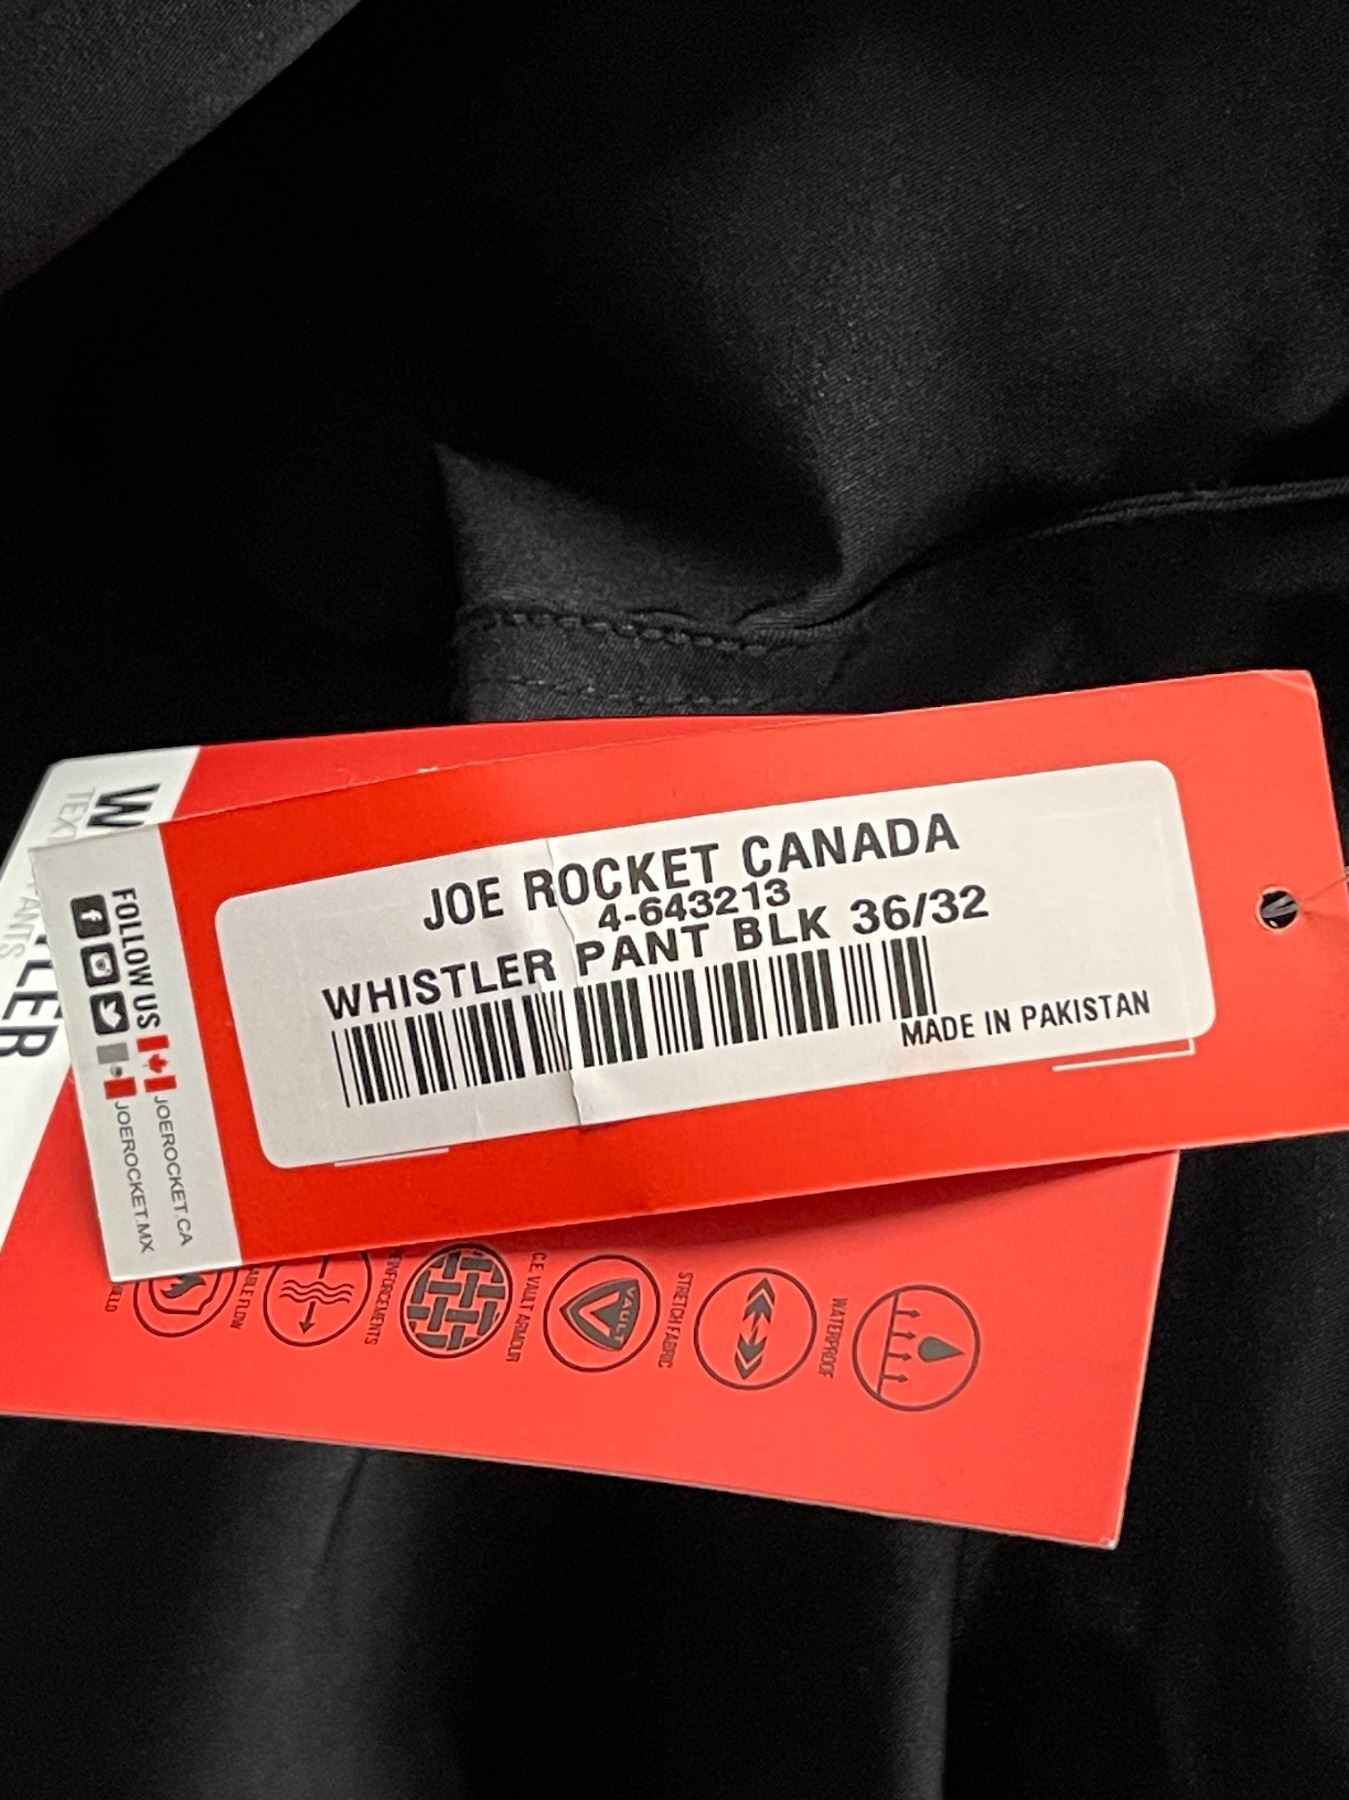 JOE ROCKET CANADA
4-643213
WHISTLER PANT BLK 36/32
MADE IN PAKISTAN
FOLLOW US
JOEROCKET.CA
JOEROCKET.MX
W
LER
WATERPROOF
STRETCH FABRIC
C.E. VAULT ARMOUR
VAULT